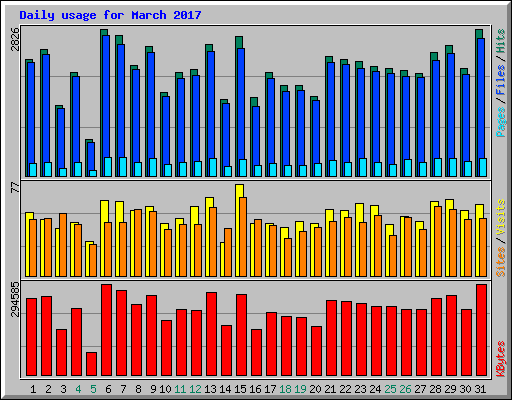 Daily usage for March 2017
2826
Pages / Files / Hits
77
Sites / Visits
294585
KBytes
1 2 3 4 5 6 7 8 9 10 11 12 13 14 15 16 17 18 19 20 21 22 23 24 25 26 27 28 29 30 31